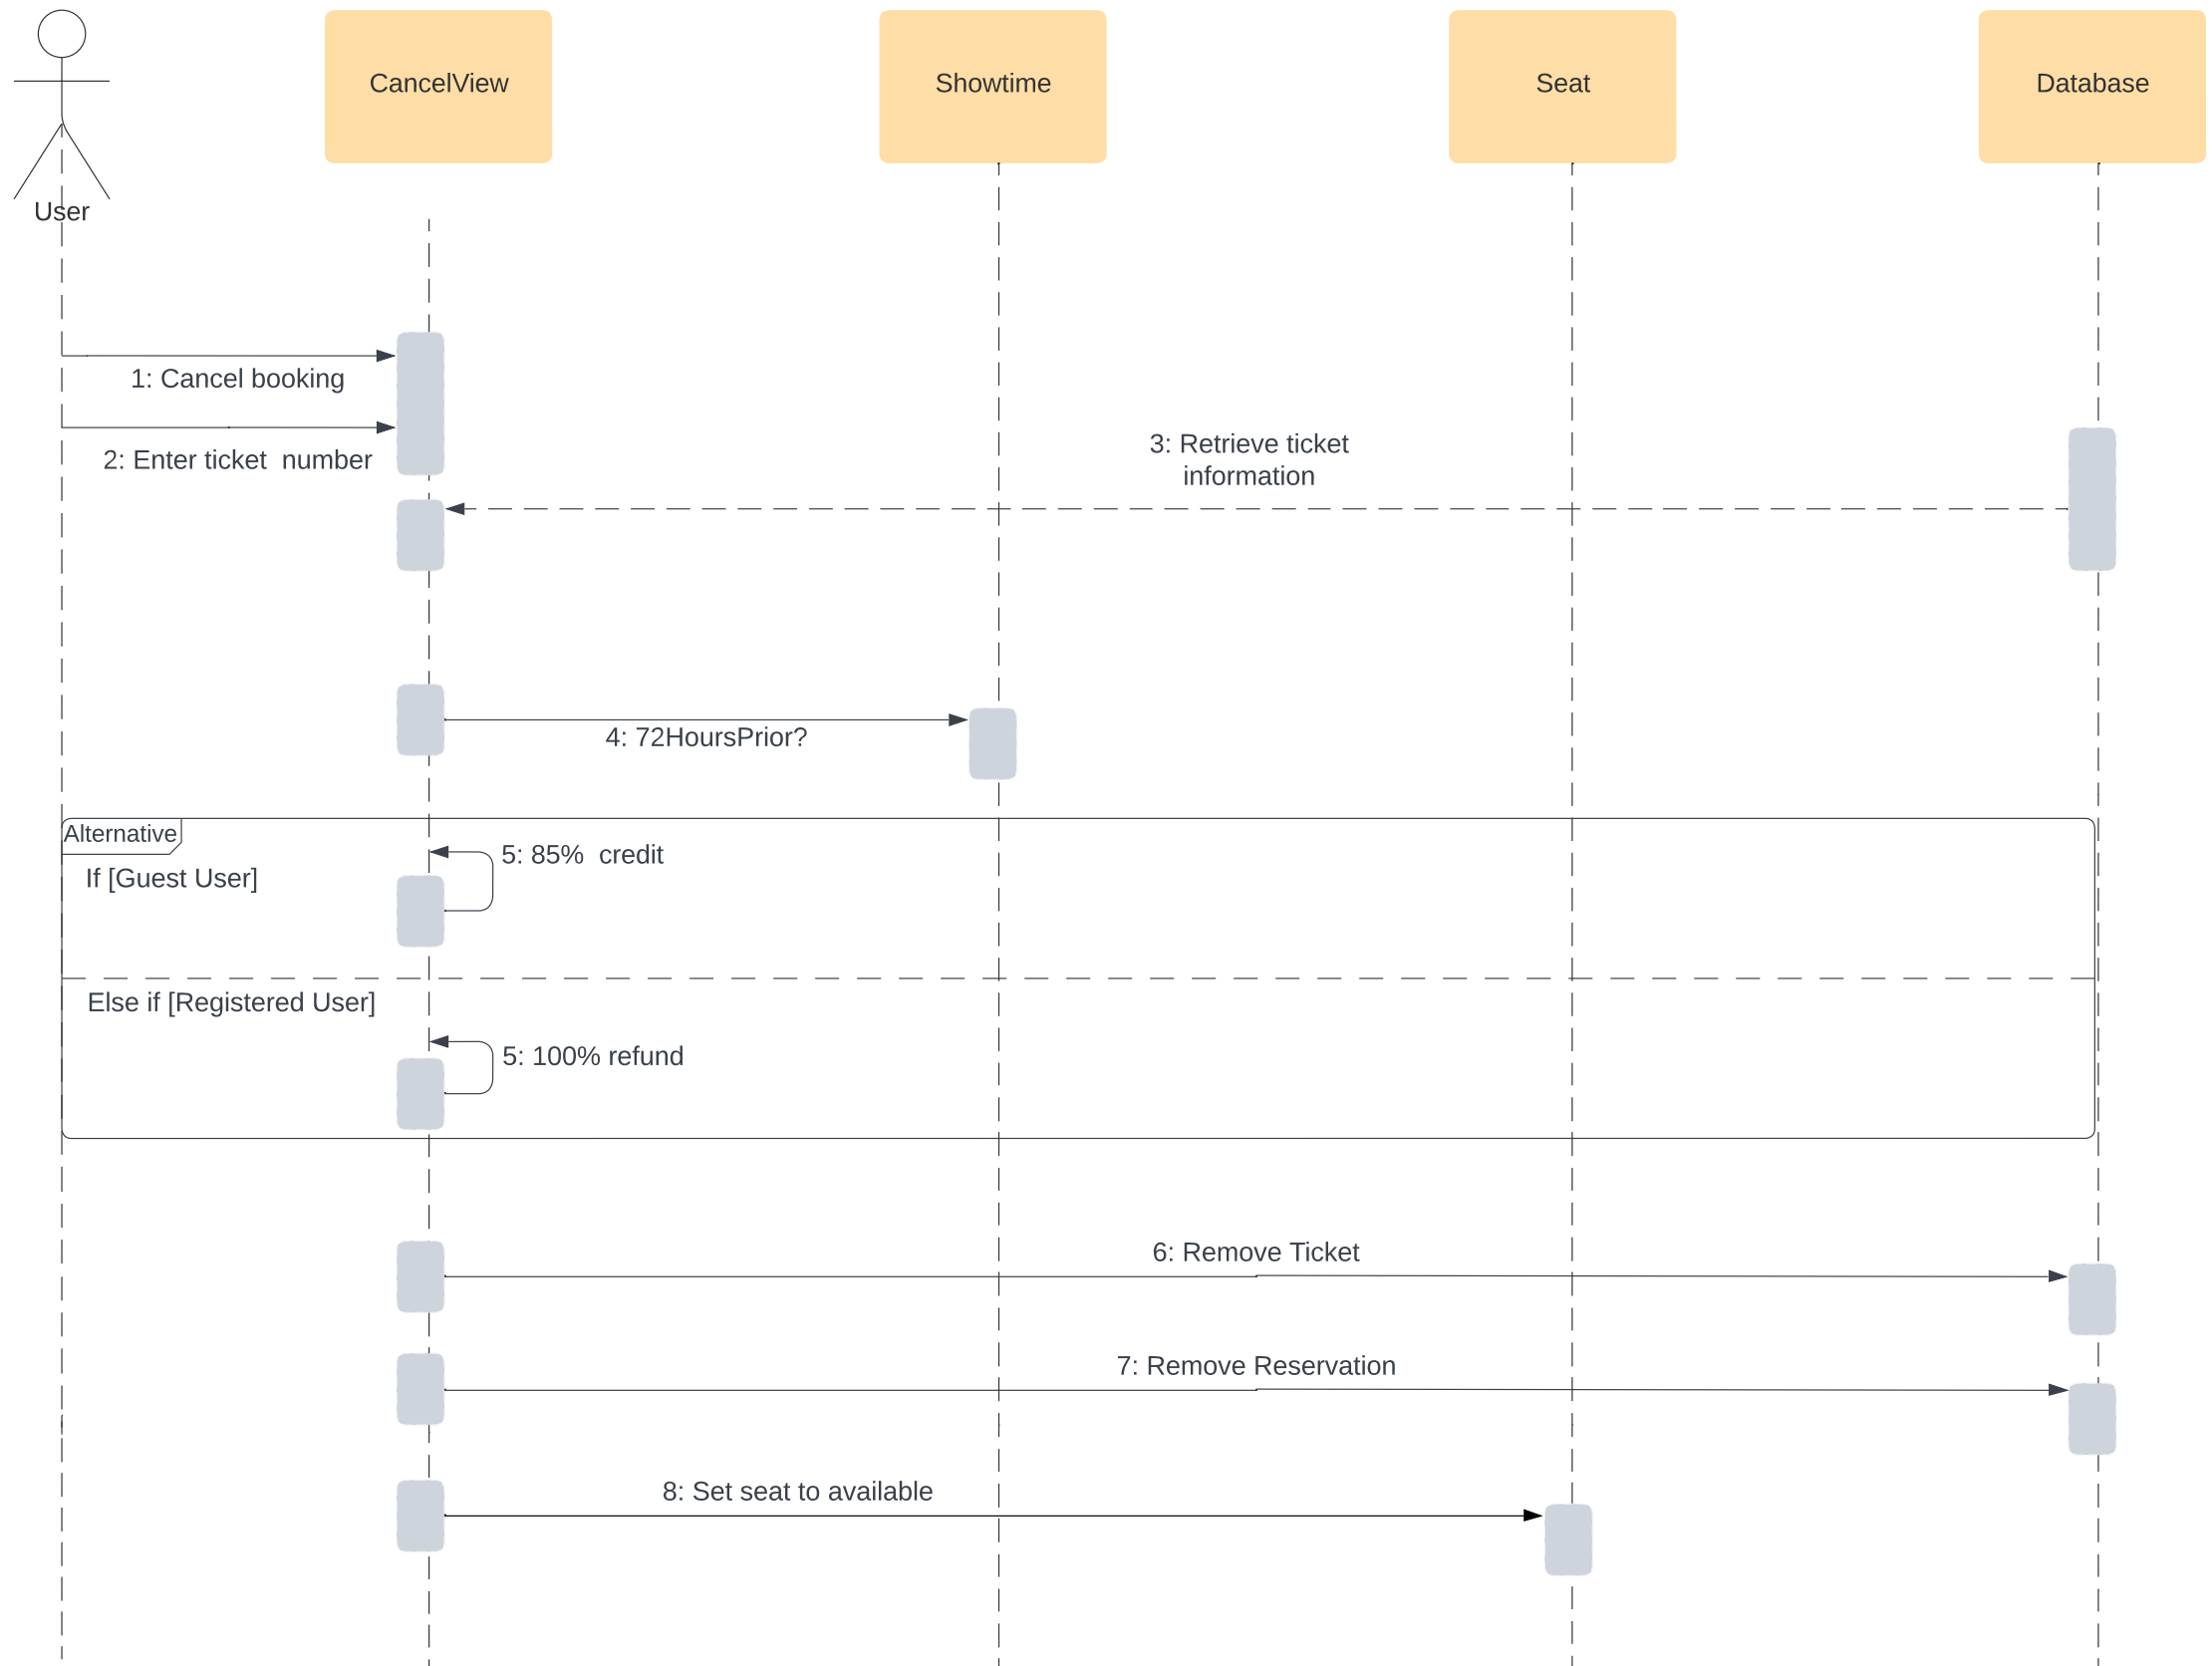 CancelView
Showtime
Seat
Database
User
1: Cancel booking
2: Enter ticket  number
3: Retrieve ticket
information
4: 72HoursPrior?
Alternative
5: 85%  credit
If [Guest User]
Else if [Registered User]
5: 100% refund
6: Remove Ticket
7: Remove Reservation
8: Set seat to available